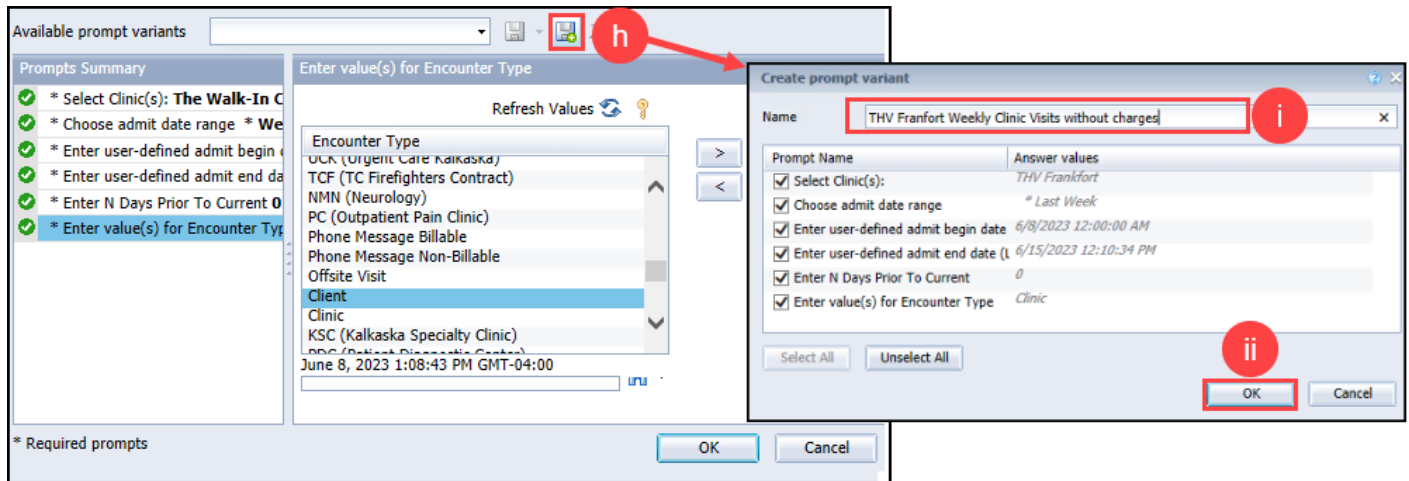 Available prompt variants
h
Prompts Summary
* Select Clinic(s): The Walk-In C
* Choose admit date range * We
* Enter user-defined admit begin
* Enter user-defined admit end da
* Enter N Days Prior To Current 0
* Enter value(s) for Encounter Typ
Enter value(s) for Encounter Type
Refresh Values
Encounter Type
UCK (Urgent Care Kalkaska)
TCF (TC Firefighters Contract)
NMN (Neurology)
PC (Outpatient Pain Clinic)
Phone Message Billable
Phone Message Non-Billable
Offsite Visit
Client
Clinic
KSC (Kalkaska Specialty Clinic)
PDC (Patient Diagnostic Center)
June 8, 2023 1:08:43 PM GMT-04:00
>
<
* Required prompts
OK
Cancel
Create prompt variant
Name THV Franfort Weekly Clinic Visits without charges
i
Prompt Name Answer values
Select Clinic(s): THV Frankfort
Choose admit date range * Last Week
Enter user-defined admit begin date 6/8/2023 12:00:00 AM
Enter user-defined admit end date (L 6/15/2023 12:10:34 PM
Enter N Days Prior To Current 0
Enter value(s) for Encounter Type Clinic
Select All
Unselect All
ii
OK
Cancel